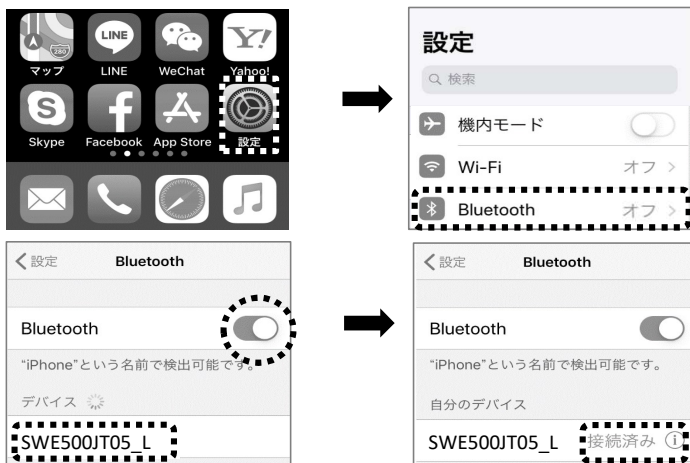 280
マップ LINE WeChat Yahoo!
LINE
Y!
Skype Facebook App Store 設定
設定
検索
機内モード
Wi-Fi オフ >
Bluetooth オフ >
設定 Bluetooth
Bluetooth
“iPhone”という名前で検出可能です。
デバイス
SWE500JT05_L
設定 Bluetooth
Bluetooth
“iPhone”という名前で検出可能です。
自分のデバイス
SWE500JT05_L 接続済み i